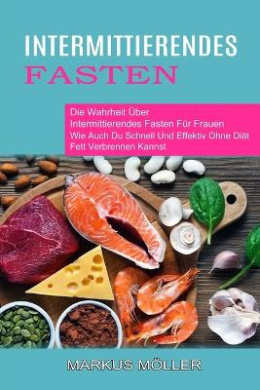 INTERMITTIERENDES
FASTEN
Die Wahrheit Über
Intermittierendes Fasten Für Frauen
Wie Auch Du Schnell Und Effektiv Ohne Diät
Fett Verbrennen Kannst
MARKUS MÖLLER